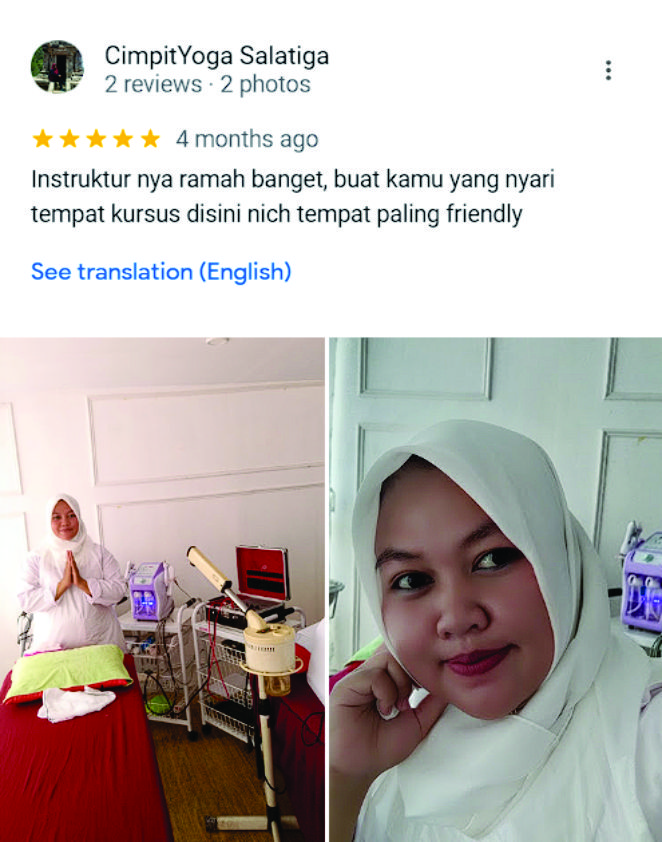 CimpitYoga Salatiga
2 reviews · 2 photos
4 months ago
Instruktur nya ramah banget, buat kamu yang nyari
tempat kursus disini nich tempat paling friendly
See translation (English)